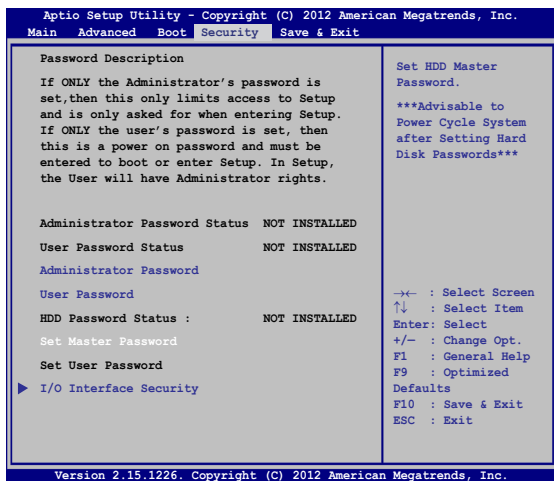 Aptio Setup Utility - Copyright (C) 2012 American Megatrends, Inc.
Main Advanced Boot Security Save & Exit
Password Description
If ONLY the Administrator's password is
set,then this only limits access to Setup
and is only asked for when entering Setup.
If ONLY the user's password is set, then
this is a power on password and must be
entered to boot or enter Setup. In Setup,
the User will have Administrator rights.
Administrator Password Status NOT INSTALLED
User Password Status NOT INSTALLED
Administrator Password
User Password
HDD Password Status : NOT INSTALLED
Set Master Password
Set User Password
I/O Interface Security
Set HDD Master
Password.
***Advisable to
Power Cycle System
after Setting Hard
Disk Passwords***
→← : Select Screen
↑↓ : Select Item
Enter: Select
+/— : Change Opt.
F1 : General Help
F9 : Optimized
Defaults
F10 : Save & Exit
ESC : Exit
Version 2.15.1226. Copyright (C) 2012 American Megatrends, Inc.